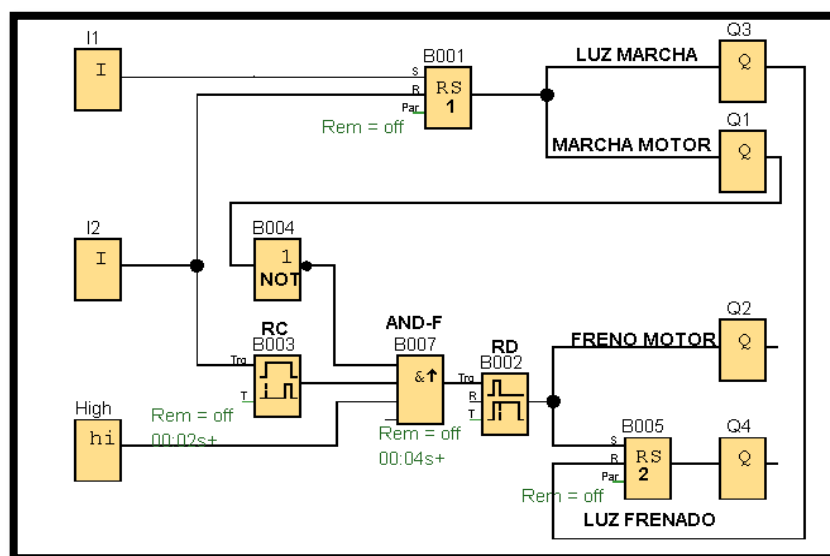 I1
I
B001
S
R
Par
RS
1
Rem = off
LUZ MARCHA
Q3
Q
MARCHA MOTOR
Q1
Q
I2
I
B004
1
NOT
RC
B003
Trg
T
Rem = off
00:02s+
AND-F
B007
&↑
Rem = off
00:04s+
RD
B002
Trg
R
T
FRENO MOTOR
Q2
Q
High
hi
B005
S
R
Par
RS
2
Rem = off
Q4
Q
LUZ FRENADO